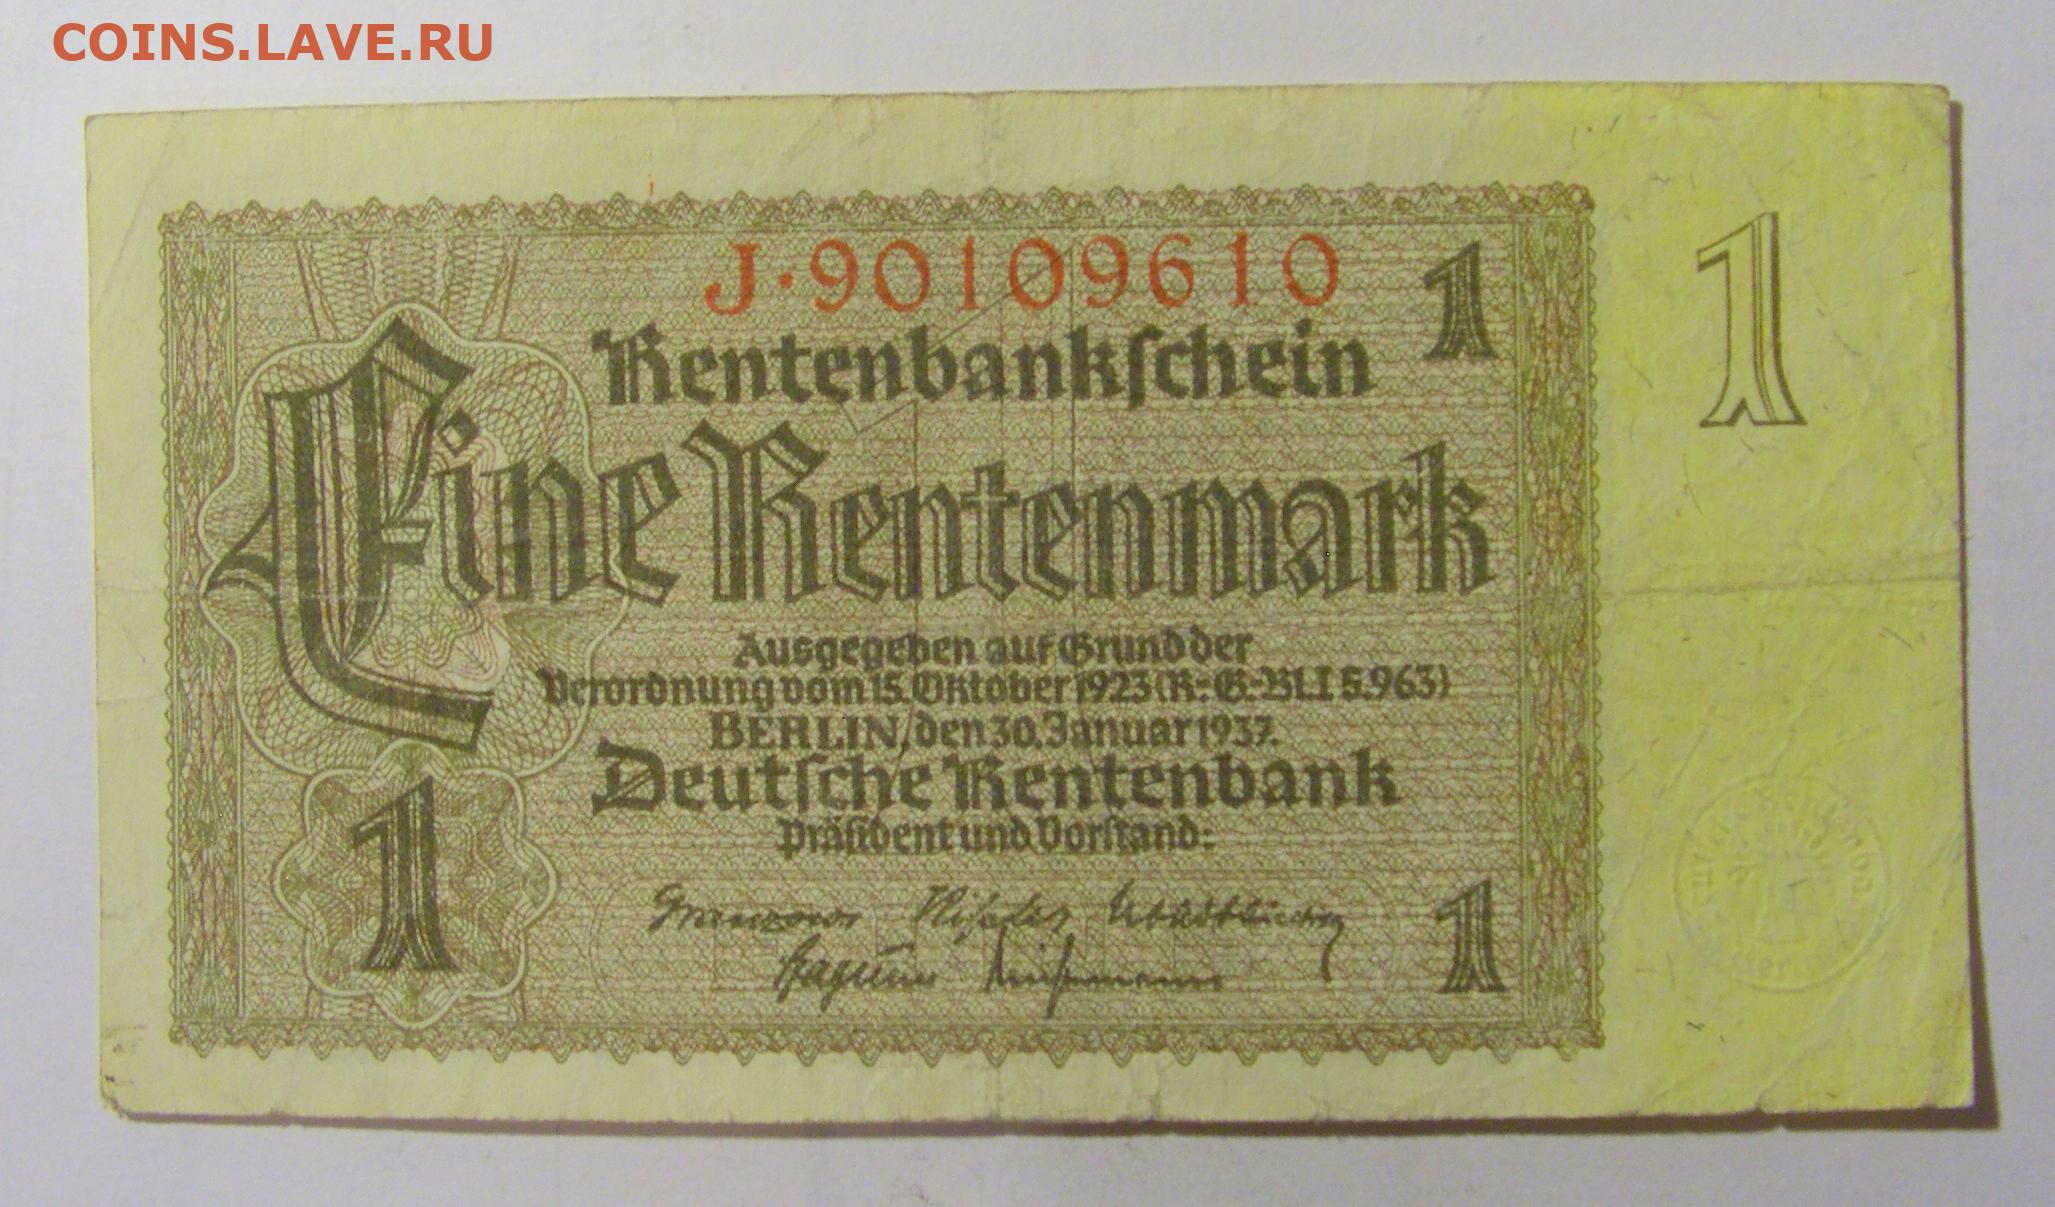 COINS.LAVE.RU
J·90109610
1
1
Rentenbankschein
Eine Rentenmark
Ausgegeben auf Grund der
Verordnung vom 15. Oktober 1923 (R.-G.-Bl. I S. 963)
BERLIN, den 30. Januar 1937.
Deutsche Rentenbank
Präsident und Vorstand:
1
1